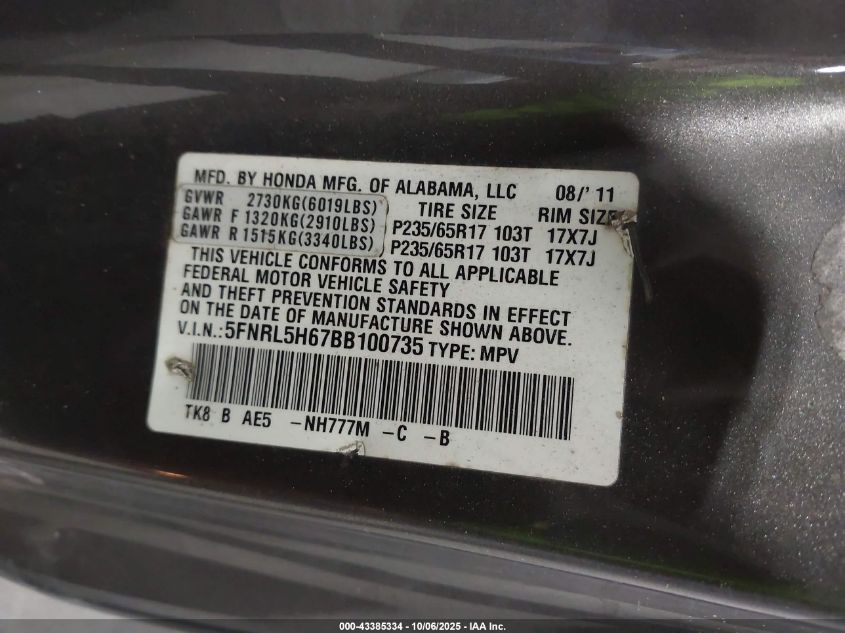 MFD. BY HONDA MFG. OF ALABAMA, LLC 08/' 11
GVWR 2730KG(6019LBS) TIRE SIZE RIM SIZE
GAWR F 1320KG(2910LBS) P235/65R17 103T 17X7J
GAWR R 1515KG(3340LBS) P235/65R17 103T 17X7J
THIS VEHICLE CONFORMS TO ALL APPLICABLE
FEDERAL MOTOR VEHICLE SAFETY
AND THEFT PREVENTION STANDARDS IN EFFECT
ON THE DATE OF MANUFACTURE SHOWN ABOVE.
V.I.N.:5FNRL5H67BB100735 TYPE: MPV
TK8 B AE5 -NH777M -C -B
000-43385334 - 10/06/2025 - IAA, Inc.